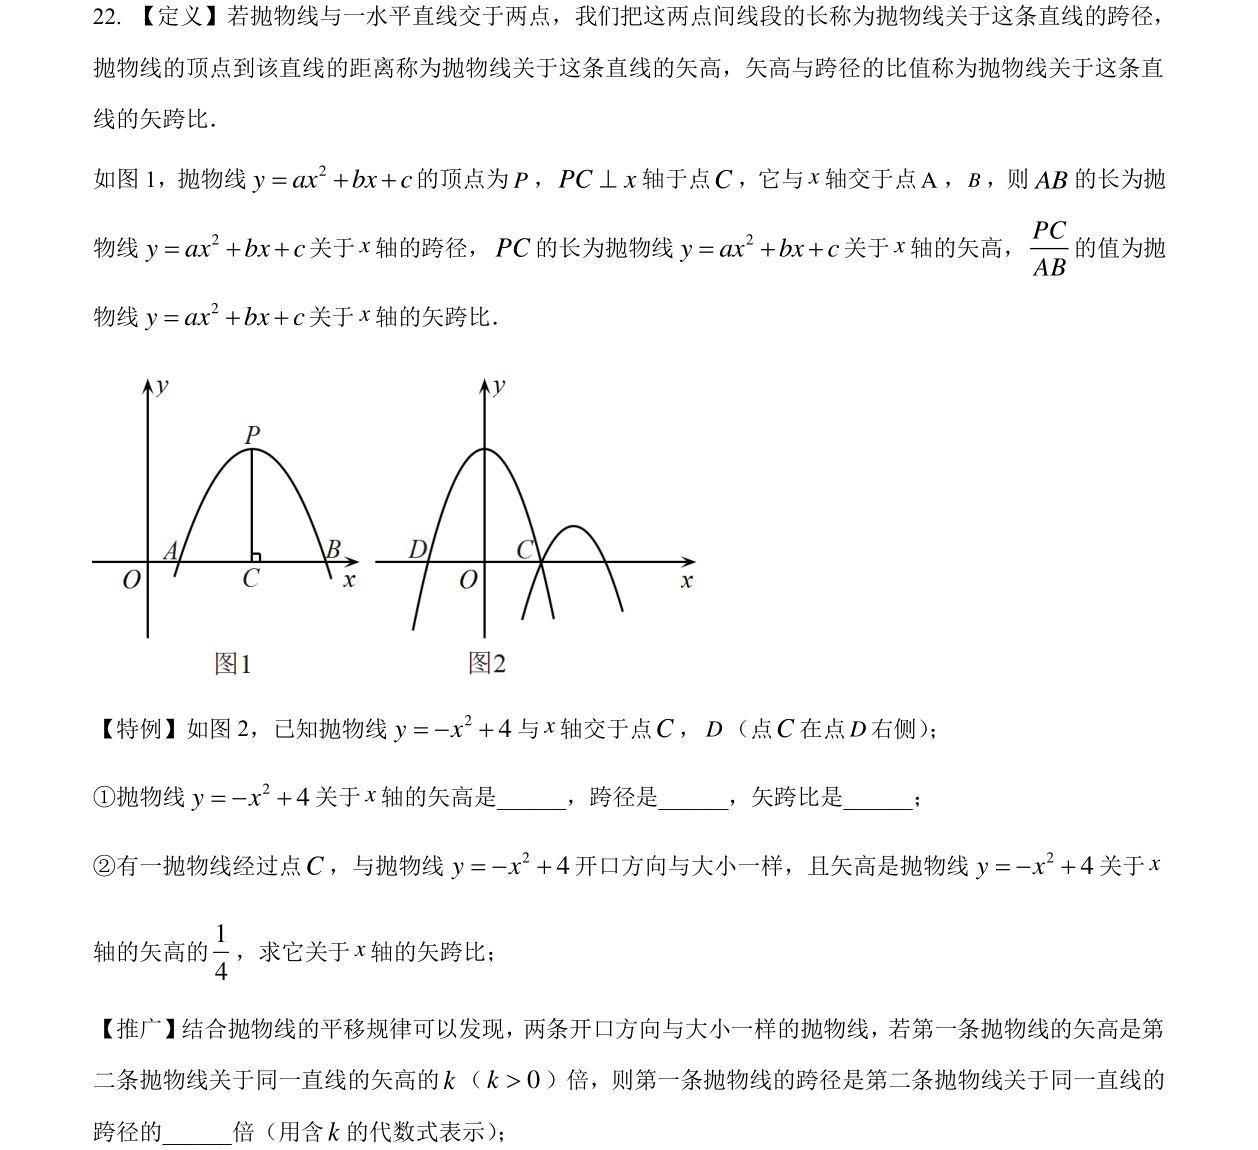 22. 【定义】若抛物线与一水平直线交于两点，我们把这两点间线段的长称为抛物线关于这条直线的跨径，
抛物线的顶点到该直线的距离称为抛物线关于这条直线的矢高，矢高与跨径的比值称为抛物线关于这条直
线的矢跨比．
如图 1，抛物线 y = ax² + bx + c 的顶点为 P，PC ⊥ x 轴于点 C，它与 x 轴交于点 A，B，则 AB 的长为抛
物线 y = ax² + bx + c 关于 x 轴的跨径，PC 的长为抛物线 y = ax² + bx + c 关于 x 轴的矢高，PC/AB 的值为抛
物线 y = ax² + bx + c 关于 x 轴的矢跨比．
y y
P
A B D C
O C x O x
图1 图2
【特例】如图 2，已知抛物线 y = −x² + 4 与 x 轴交于点 C，D（点 C 在点 D 右侧）；
①抛物线 y = −x² + 4 关于 x 轴的矢高是______，跨径是______，矢跨比是______；
②有一抛物线经过点 C，与抛物线 y = −x² + 4 开口方向与大小一样，且矢高是抛物线 y = −x² + 4 关于 x
轴的矢高的 1/4，求它关于 x 轴的矢跨比；
【推广】结合抛物线的平移规律可以发现，两条开口方向与大小一样的抛物线，若第一条抛物线的矢高是第
二条抛物线关于同一直线的矢高的 k（k > 0）倍，则第一条抛物线的跨径是第二条抛物线关于同一直线的
跨径的______倍（用含 k 的代数式表示）；